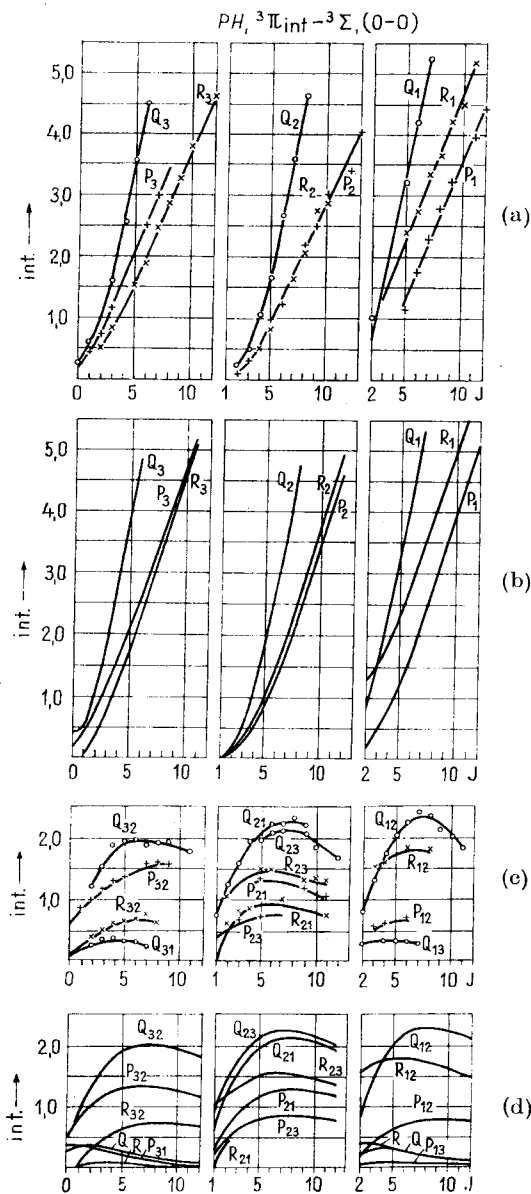 PH, ³Π int – ³Σ, (0–0)
int. →
5,0
4,0
3,0
2,0
1,0
Q₃
R₃
P₃
0 5 10
Q₂
R₂
P₂
1 5 10
Q₁
R₁
P₁
2 5 10 J
(a)
int. →
5,0
4,0
3,0
2,0
1,0
Q₃
P₃
R₃
0 5 10
Q₂
R₂
P₂
1 5 10
Q₁
R₁
P₁
2 5 10 J
(b)
int. →
2,0
1,0
0
Q₃₂
P₃₂
R₃₂
Q₃₁
0 5 10
Q₂₁
Q₂₃
R₂₃
P₂₁
P₂₃
R₂₁
1 5 10
Q₁₂
R₁₂
P₁₂
Q₁₃
2 5 10 J
(c)
int. →
2,0
1,0
0
Q₃₂
P₃₂
R₃₂
Q R,P₃₁
0 5 10
Q₂₃
Q₂₁
R₂₃
P₂₁
P₂₃
R₂₁
1 5 10
Q₁₂
R₁₂
P₁₂
R Q P₁₃
2 5 10 J
(d)